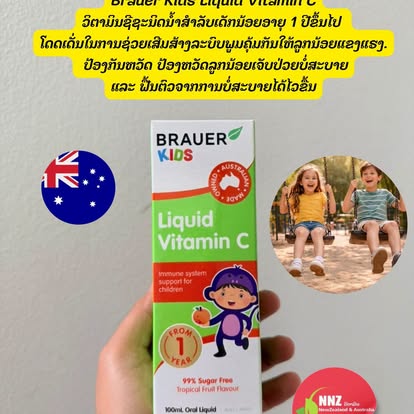 Brauer Kids Liquid Vitamin C
ວິຕາມິນຊີຊະນິດນ້ຳສຳລັບເດັກນ້ອຍອາຍຸ 1 ປີຂຶ້ນໄປ
ໂດດເດັ່ນໃນການຊ່ວຍເສີມສ້າງລະບົບພູມຄຸ້ມກັນໃຫ້ລູກນ້ອຍແຂງແຮງ.
ປ້ອງກັນຫວັດ ປ້ອງຫວັດລູກນ້ອຍເຈັບປ່ວຍບໍ່ສະບາຍ
ແລະ ຟື້ນຕົວຈາກການບໍ່ສະບາຍໄດ້ໄວຂຶ້ນ
BRAUER
KIDS
AUSTRALIAN MADE OWNED
Liquid
Vitamin C
Immune system
support for
children
FROM
1
YEAR
99% Sugar Free
Tropical Fruit Flavour
100mL Oral Liquid
NNZ
NewZealand & Australia